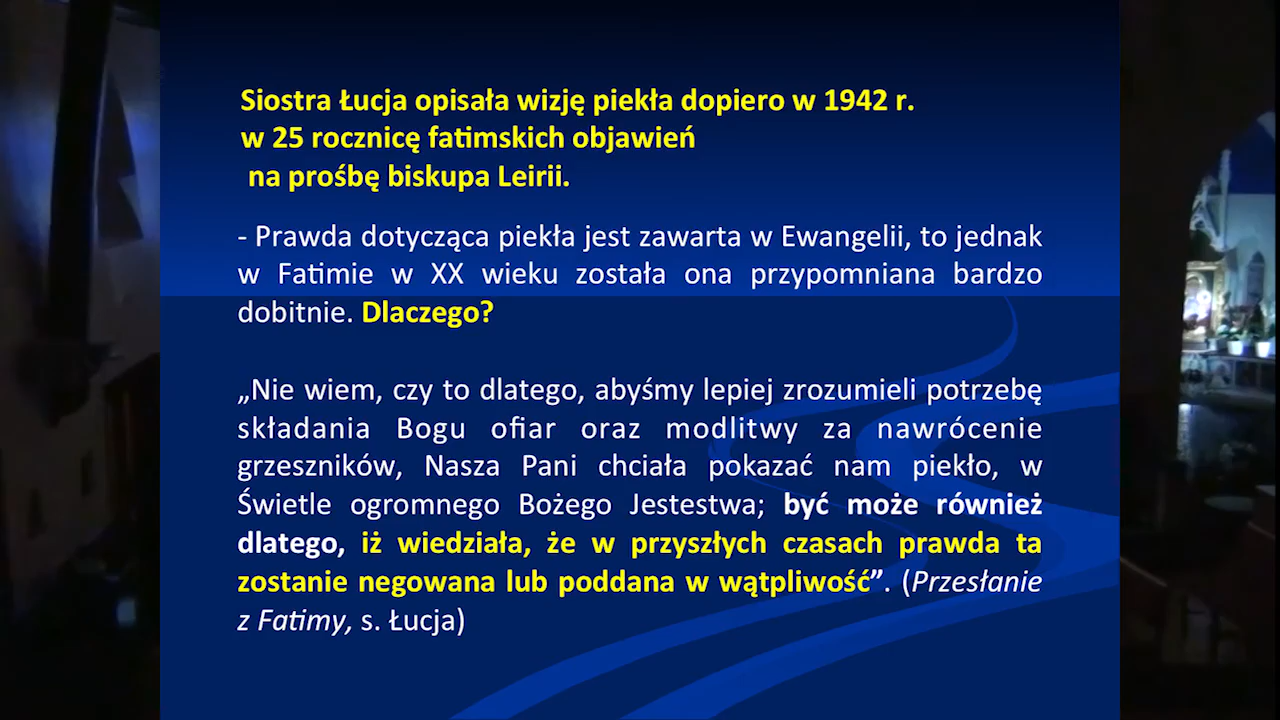 Siostra Łucja opisała wizję piekła dopiero w 1942 r.
w 25 rocznicę fatimskich objawień
na prośbę biskupa Leirii.
- Prawda dotycząca piekła jest zawarta w Ewangelii, to jednak
w Fatimie w XX wieku została ona przypomniana bardzo
dobitnie. Dlaczego?
„Nie wiem, czy to dlatego, abyśmy lepiej zrozumieli potrzebę
składania Bogu ofiar oraz modlitwy za nawrócenie
grzeszników, Nasza Pani chciała pokazać nam piekło, w
Świetle ogromnego Bożego Jestestwa; być może również
dlatego, iż wiedziała, że w przyszłych czasach prawda ta
zostanie negowana lub poddana w wątpliwość”. (Przesłanie
z Fatimy, s. Łucja)